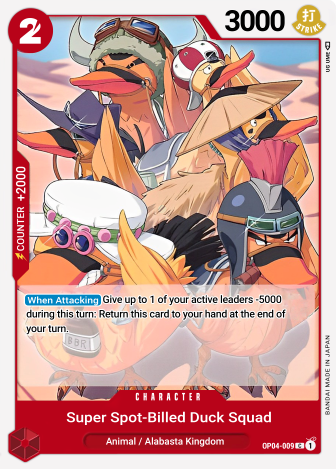 2
3000
打
STRIKE
COUNTER +2000
When Attacking Give up to 1 of your active leaders -5000
during this turn: Return this card to your hand at the end of
your turn.
CHARACTER
Super Spot-Billed Duck Squad
Animal / Alabasta Kingdom
OP04-009 C 1
BANDAI MADE IN JAPAN